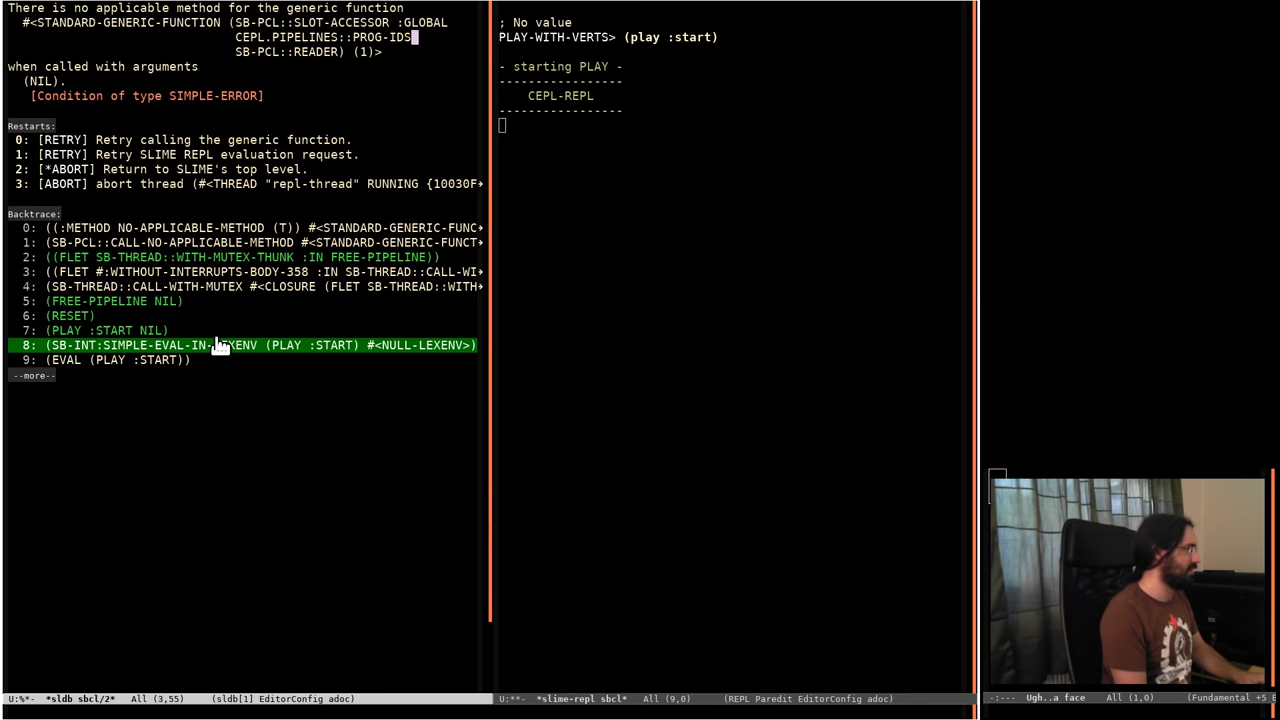 There is no applicable method for the generic function
#<STANDARD-GENERIC-FUNCTION (SB-PCL::SLOT-ACCESSOR :GLOBAL
CEPL.PIPELINES::PROG-IDS
SB-PCL::READER) (1)>
when called with arguments
(NIL).
[Condition of type SIMPLE-ERROR]
Restarts:
0: [RETRY] Retry calling the generic function.
1: [RETRY] Retry SLIME REPL evaluation request.
2: [*ABORT] Return to SLIME's top level.
3: [ABORT] abort thread (#<THREAD "repl-thread" RUNNING {10030F
Backtrace:
0: ((:METHOD NO-APPLICABLE-METHOD (T)) #<STANDARD-GENERIC-FUNC
1: (SB-PCL::CALL-NO-APPLICABLE-METHOD #<STANDARD-GENERIC-FUNCT
2: ((FLET SB-THREAD::WITH-MUTEX-THUNK :IN FREE-PIPELINE))
3: ((FLET #:WITHOUT-INTERRUPTS-BODY-358 :IN SB-THREAD::CALL-WI
4: (SB-THREAD::CALL-WITH-MUTEX #<CLOSURE (FLET SB-THREAD::WITH
5: (FREE-PIPELINE NIL)
6: (RESET)
7: (PLAY :START NIL)
8: (SB-INT:SIMPLE-EVAL-IN-LEXENV (PLAY :START) #<NULL-LEXENV>)
9: (EVAL (PLAY :START))
--more--
U:%*- *sldb sbcl/2* All (3,55) (sldb[1] EditorConfig adoc)
; No value
PLAY-WITH-VERTS> (play :start)
- starting PLAY -
-----------------
CEPL-REPL
-----------------
U:**- *slime-repl sbcl* All (9,0) (REPL Paredit EditorConfig adoc)
-:--- Ugh..a face All (1,0) (Fundamental +5 E